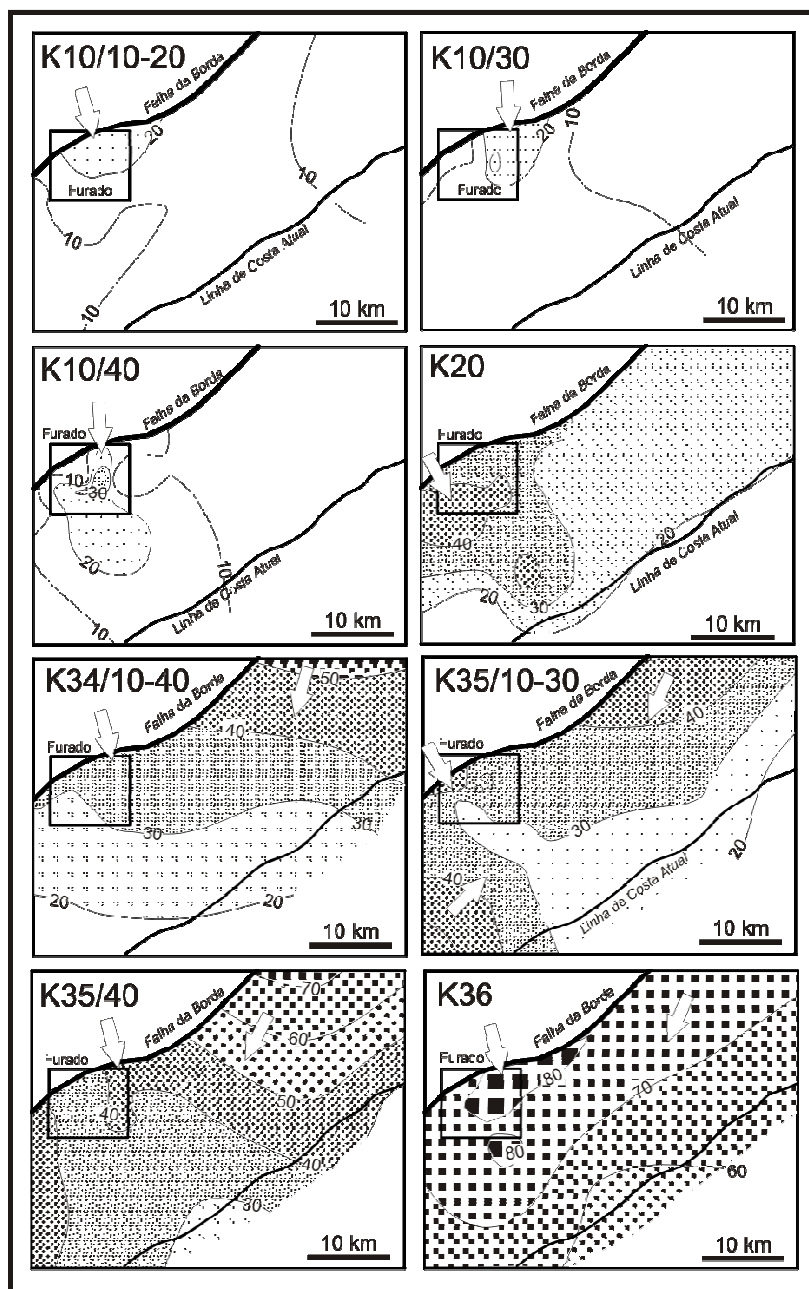 K10/10-20
Falha da Borda
20
Furado
10
10
10
Linha de Costa Atual
10 km
K10/30
Falha da Borda
20
10
Furado
Linha de Costa Atual
10 km
K10/40
Falha da Borda
Furado
10
30
20
10
10
Linha de Costa Atual
10 km
K20
Falha da Borda
Furado
40
20
20
30
Linha de Costa Atual
10 km
K34/10-40
Falha da Borda
50
Furado
40
30
30
20
20
10 km
K35/10-30
Falha da Borda
Furado
40
30
20
40
Linha de Costa Atual
10 km
K35/40
Falha da Borda
70
60
Furado
50
40
40
30
10 km
K36
Falha da Borda
Furado
80
70
80
60
10 km